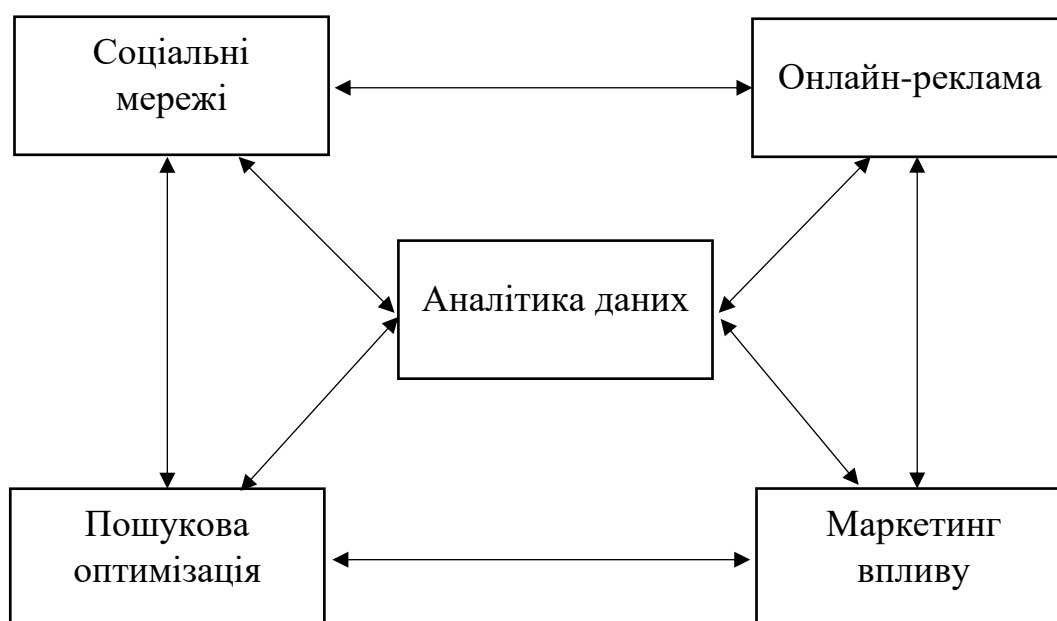 Соціальні
мережі
Онлайн-реклама
Аналітика даних
Пошукова
оптимізація
Маркетинг
впливу